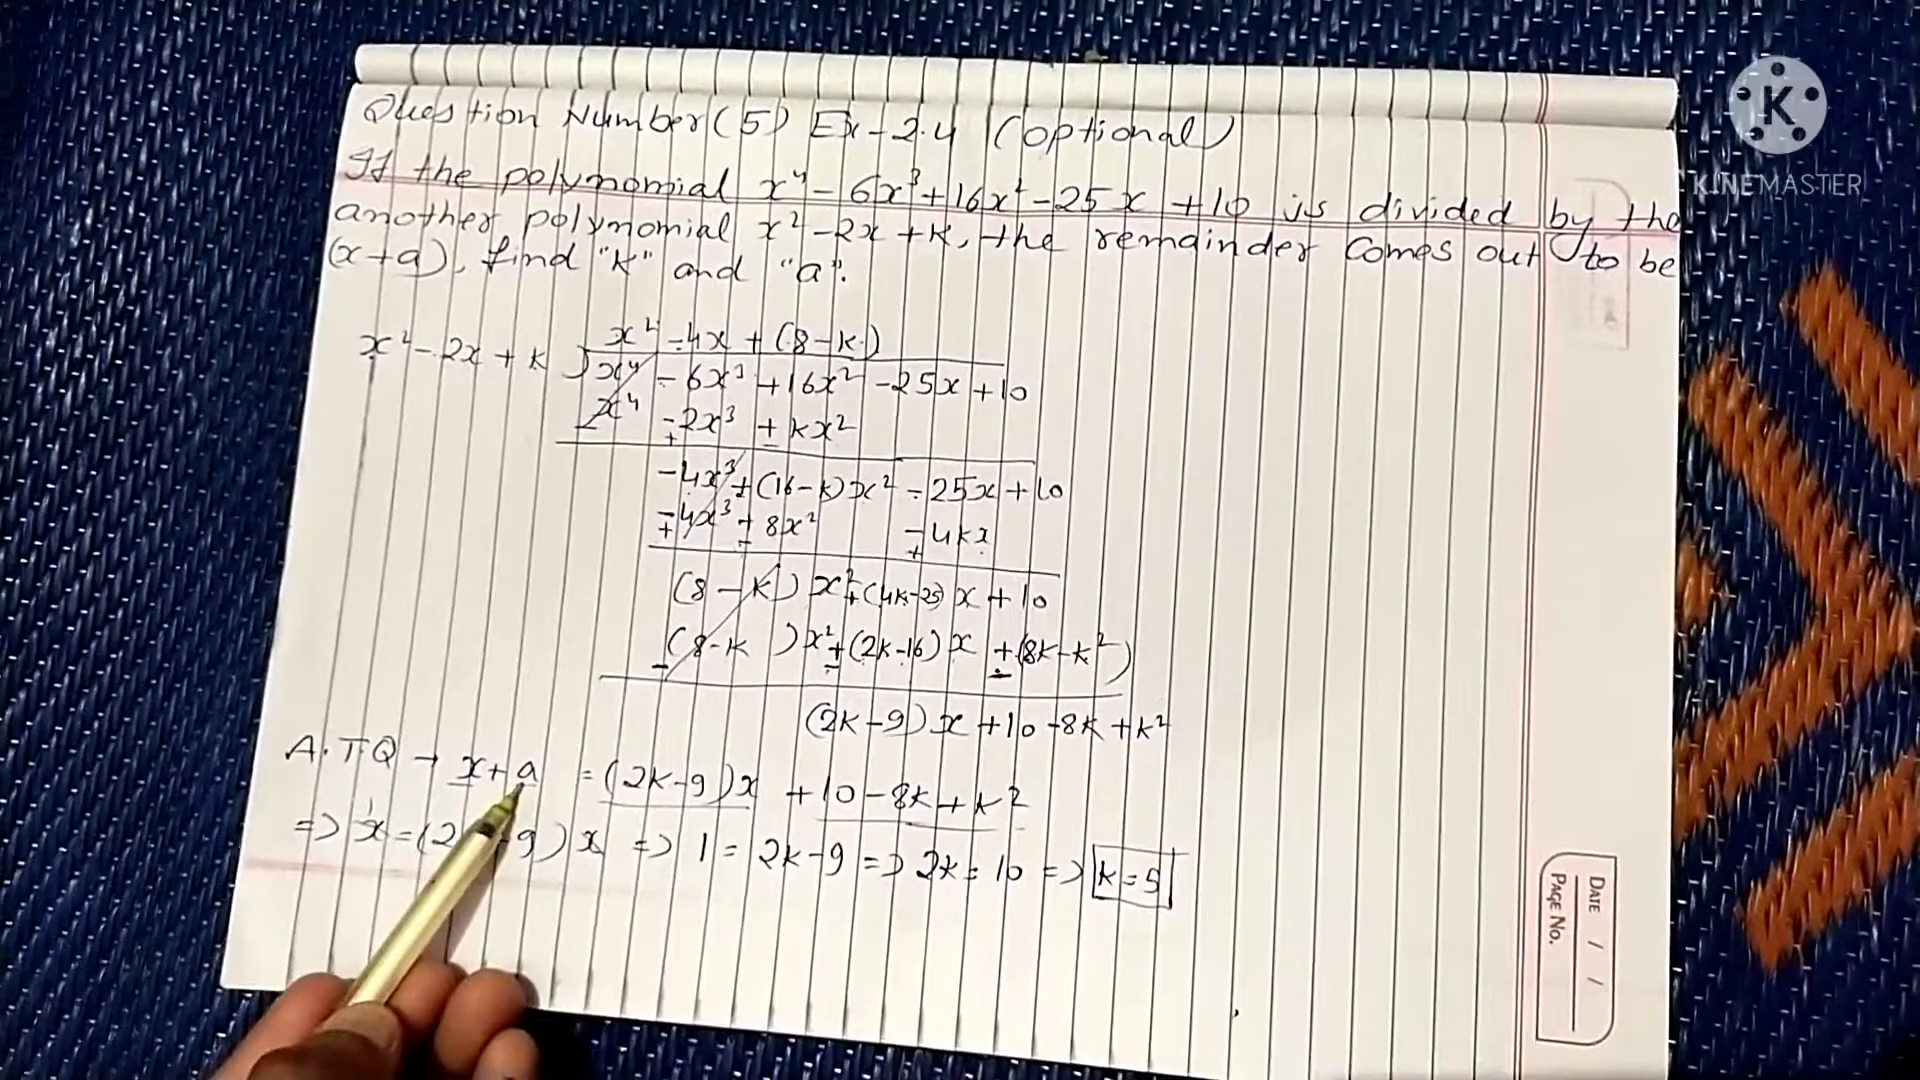 Question Number (5) Ex-2.4 (optional)
If the polynomial x⁴ - 6x³ + 16x² - 25x + 10 is divided by the
another polynomial x² - 2x + k, the remainder comes out to be
(x+a), find "k" and "a".
x² - 4x + (8-k)
x² - 2x + k ) x⁴ - 6x³ + 16x² - 25x + 10
x⁴ - 2x³ + kx²
- + -
-4x³ + (16-k)x² - 25x + 10
-4x³ + 8x² - 4kx
+ - +
(8-k)x² + (4k-25)x + 10
(8-k)x² + (2k-16)x + (8k-k²)
- - -
(2k-9)x + 10 - 8k + k²
A.TQ → x+a = (2k-9)x + 10 - 8k + k²
=> x = (2 -9)x => 1 = 2k-9 => 2k = 10 => k=5
K
KINEMASTER
DATE / /
PAGE NO.